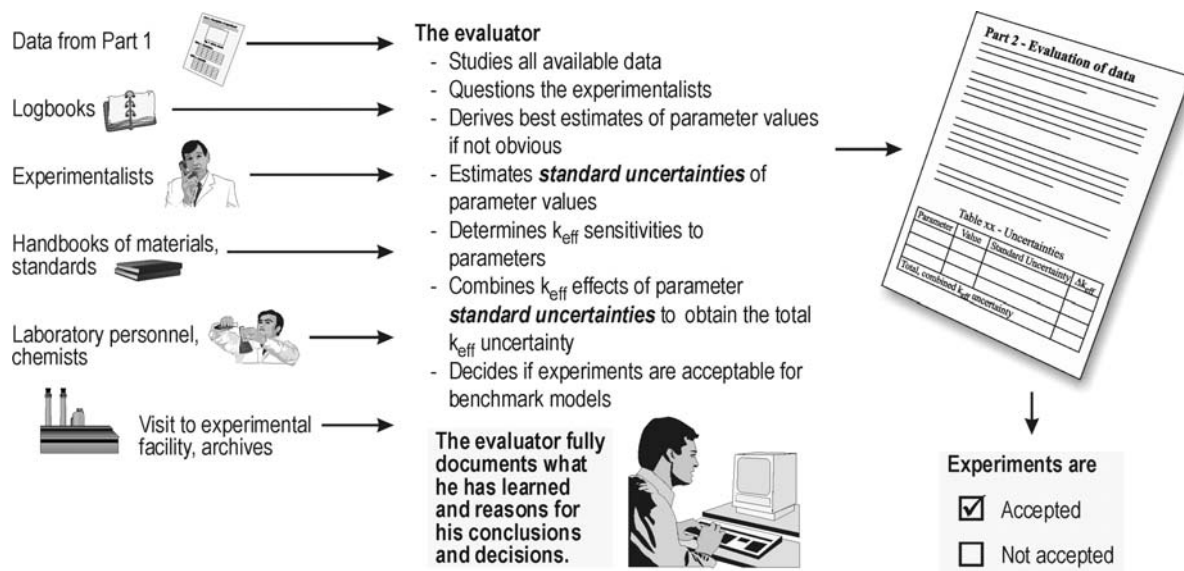 Data from Part 1
Logbooks
Experimentalists
Handbooks of materials,
standards
Laboratory personnel,
chemists
Visit to experimental
facility, archives
The evaluator
- Studies all available data
- Questions the experimentalists
- Derives best estimates of parameter values
if not obvious
- Estimates standard uncertainties of
parameter values
- Determines keff sensitivities to
parameters
- Combines keff effects of parameter
standard uncertainties to obtain the total
keff uncertainty
- Decides if experiments are acceptable for
benchmark models
The evaluator fully
documents what
he has learned
and reasons for
his conclusions
and decisions.
Part 2 - Evaluation of data
Table xx - Uncertainties
Parameter Value Standard Uncertainty Δkeff
Total, combined keff uncertainty
Experiments are
Accepted
Not accepted